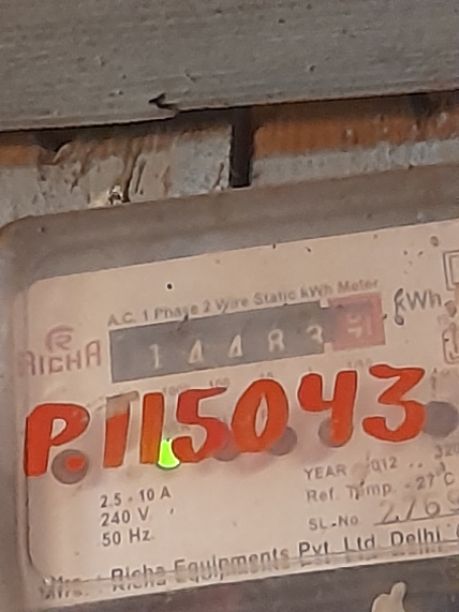 A.C. 1 Phase 2 Wire Static kWh Meter
kWh
RICHA
1 4 4 8 3
P.115043
2.5 - 10 A
240 V
50 Hz.
YEAR
Ref. Temp. - 27°C
SL-No.
Mfrs. : Richa Equipments Pvt. Ltd. Delhi